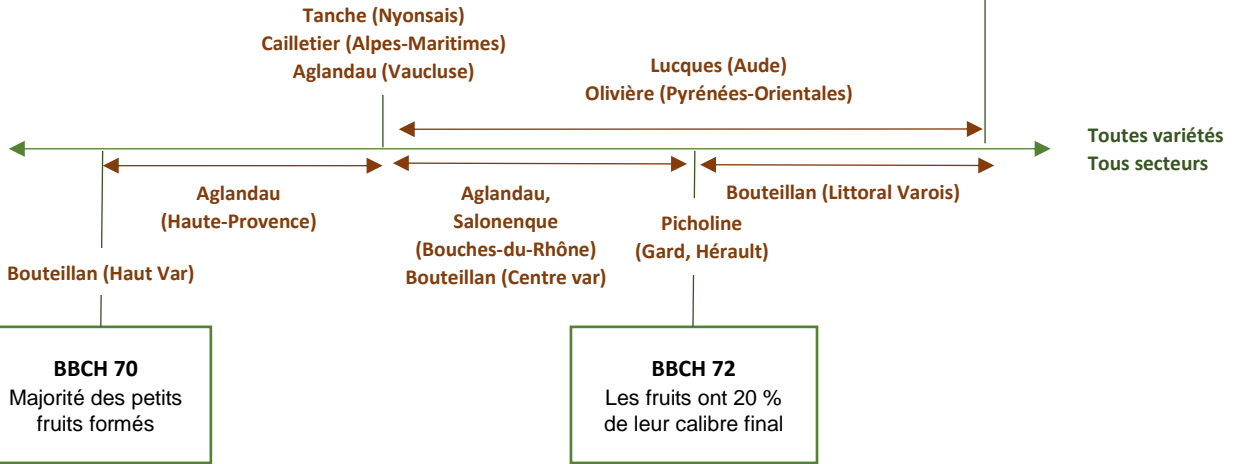 Tanche (Nyonsais)
Cailletier (Alpes-Maritimes)
Aglandau (Vaucluse)
Lucques (Aude)
Olivière (Pyrénées-Orientales)
Toutes variétés
Tous secteurs
Aglandau
(Haute-Provence)
Aglandau,
Salonenque
(Bouches-du-Rhône)
Bouteillan (Centre var)
Bouteillan (Littoral Varois)
Picholine
(Gard, Hérault)
Bouteillan (Haut Var)
BBCH 70
Majorité des petits
fruits formés
BBCH 72
Les fruits ont 20 %
de leur calibre final